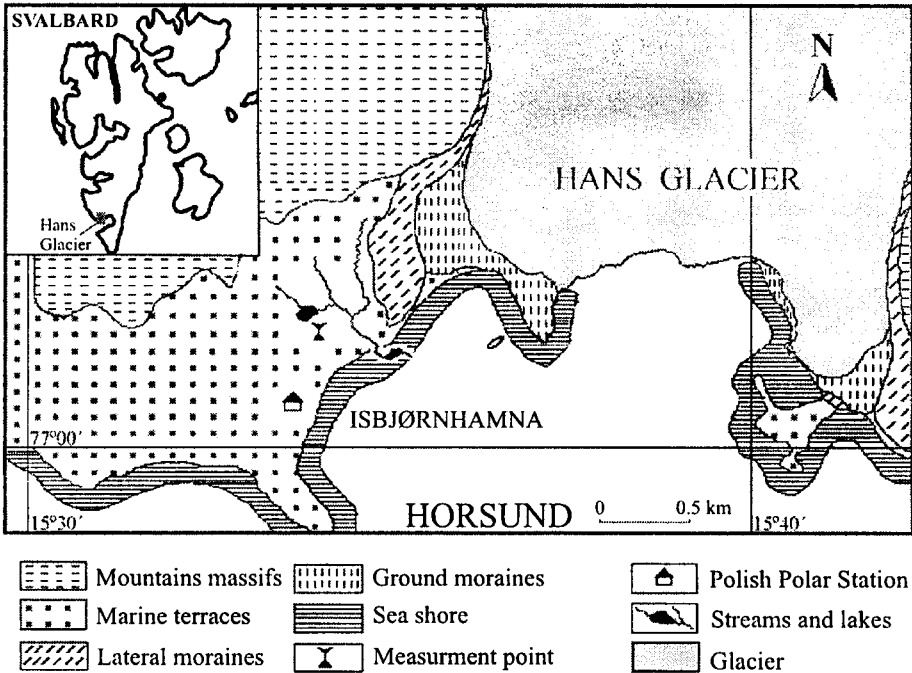 SVALBARD
Hans
Glacier
N
HANS GLACIER
ISBJØRNHAMNA
77°00′
HORSUND
0 0.5 km
15°30′
15°40′
Mountains massifs
Ground moraines
Polish Polar Station
Marine terraces
Sea shore
Streams and lakes
Lateral moraines
Measurment point
Glacier